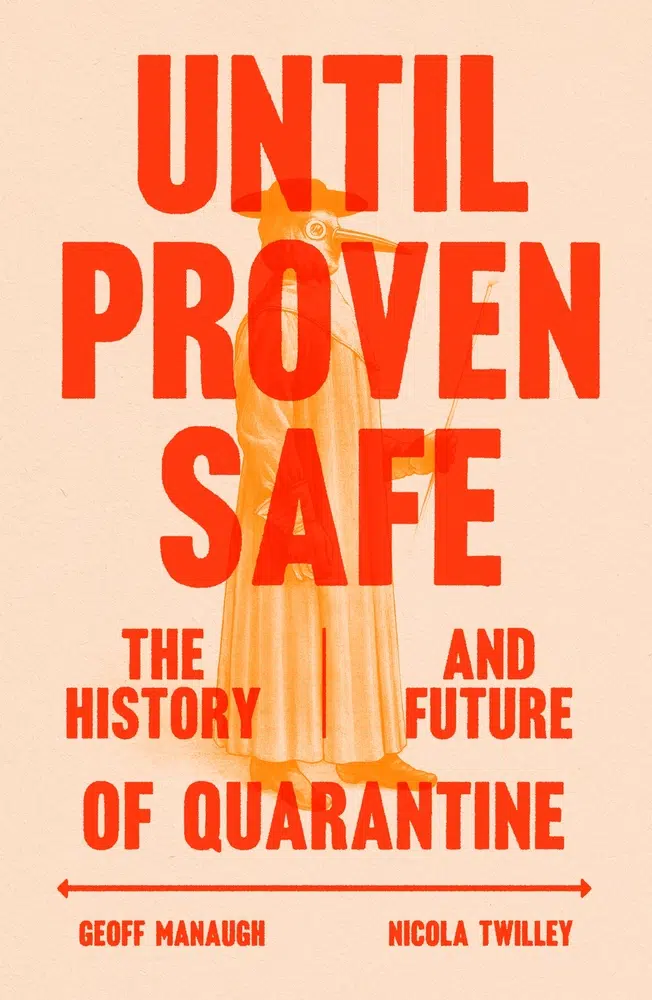 UNTIL
PROVEN
SAFE
THE HISTORY
AND FUTURE
OF QUARANTINE
GEOFF MANAUGH
NICOLA TWILLEY